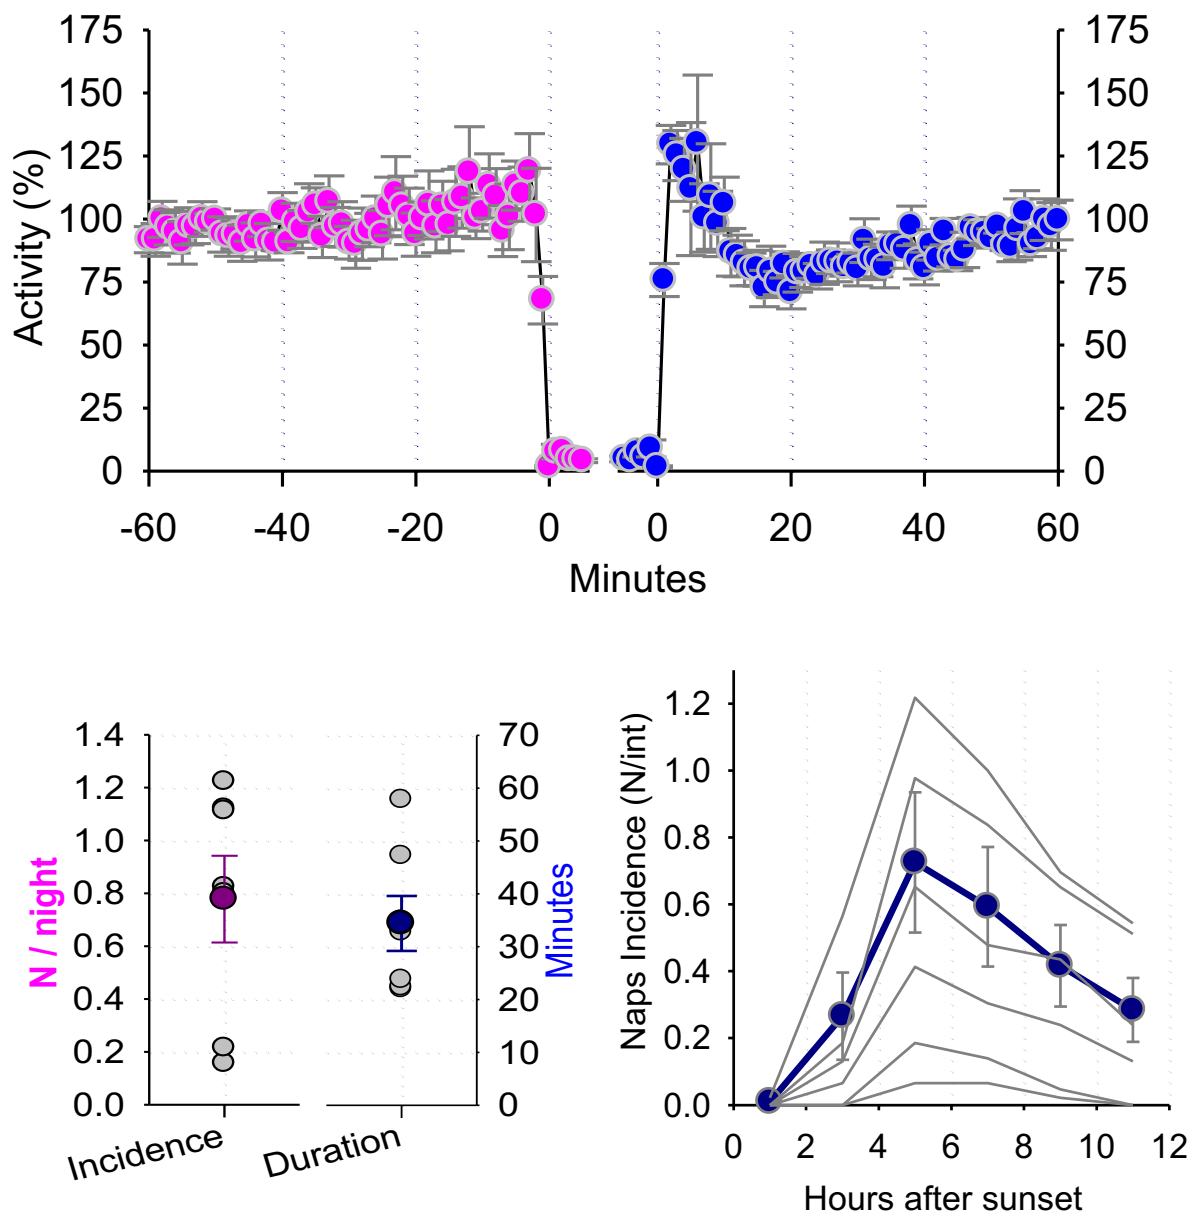 175 175
150 150
125 125
100 100
75 75
50 50
25 25
0 0
Activity (%)
-60 -40 -20 0 0 20 40 60
Minutes
1.4 70
1.2 60
1.0 50
0.8 40
0.6 30
0.4 20
0.2 10
0.0 0
N / night
Minutes
Incidence Duration
1.2
1.0
0.8
0.6
0.4
0.2
0.0
Naps Incidence (N/int)
0 2 4 6 8 10 12
Hours after sunset